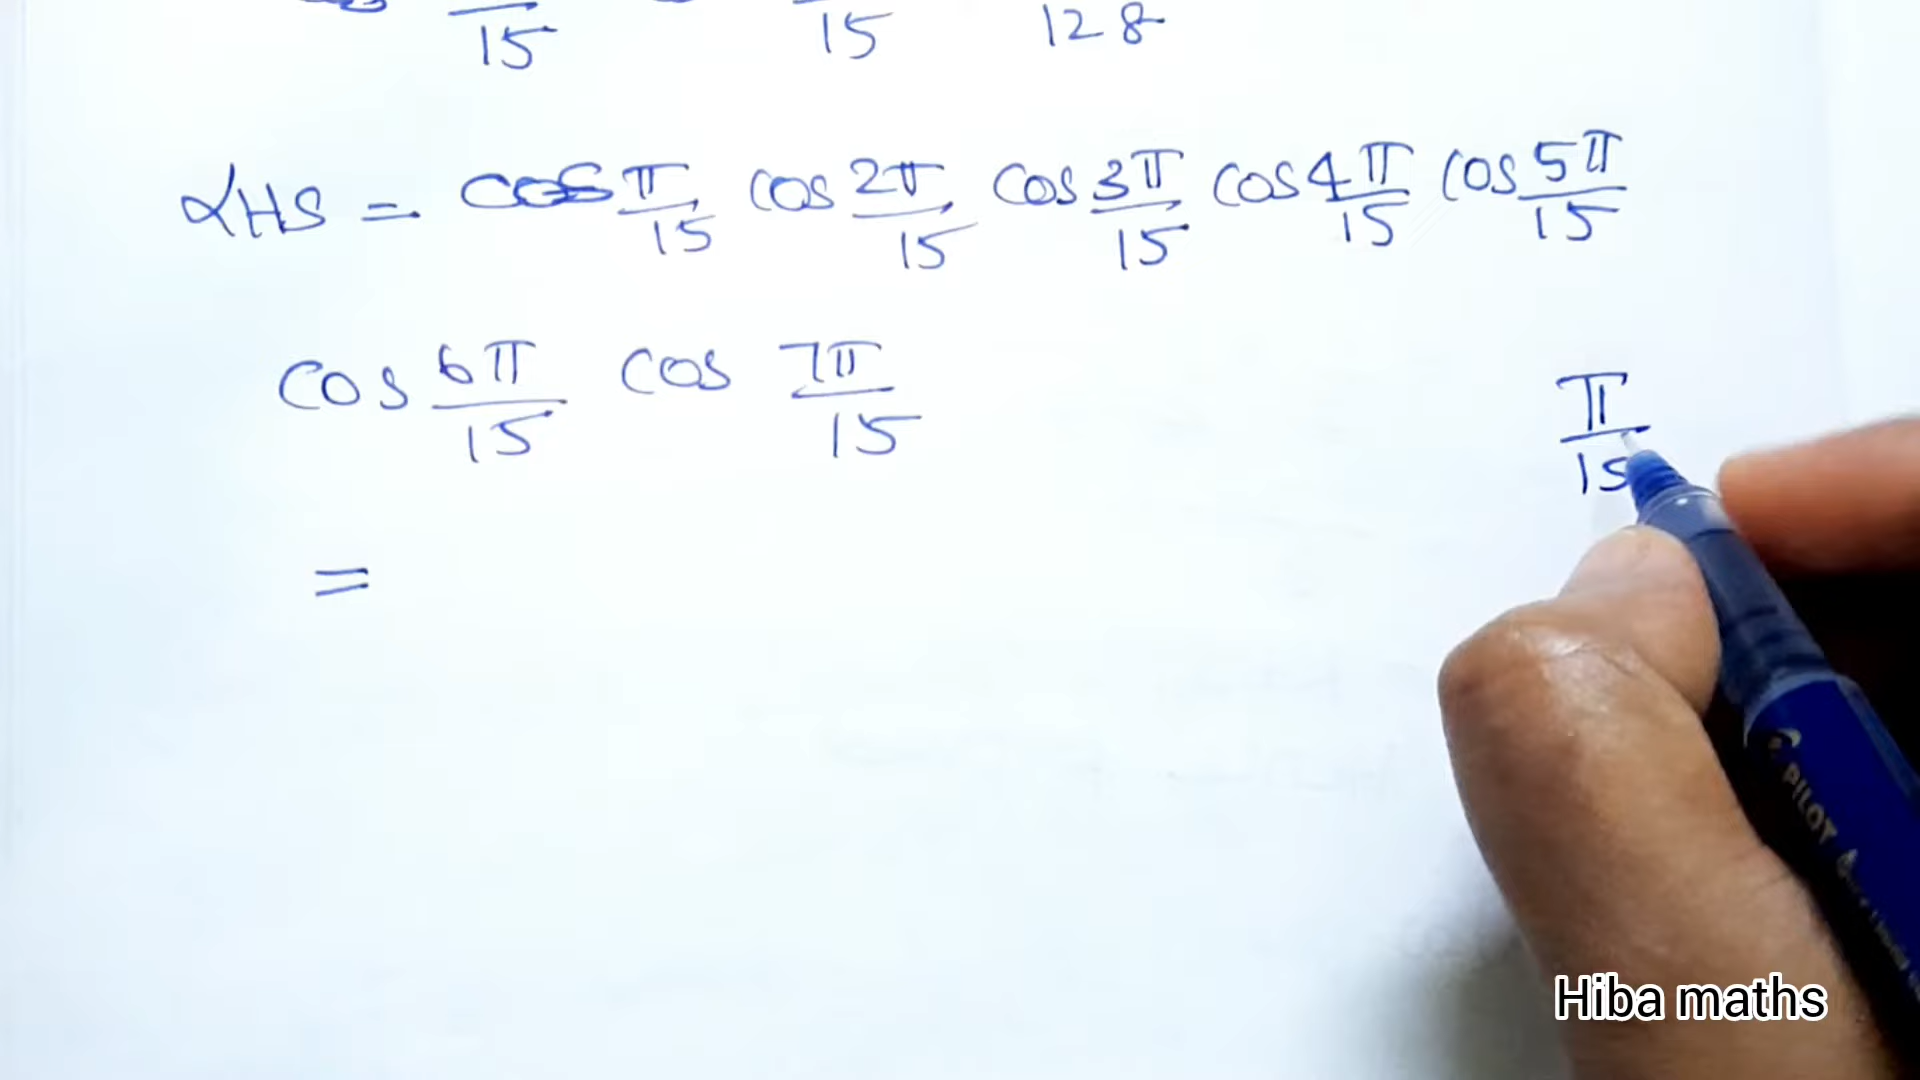 15 15 128
LHS = cos π/15 cos 2π/15 cos 3π/15 cos 4π/15 cos 5π/15
cos 6π/15 cos 7π/15
π/15
=
PILOT
Hiba maths